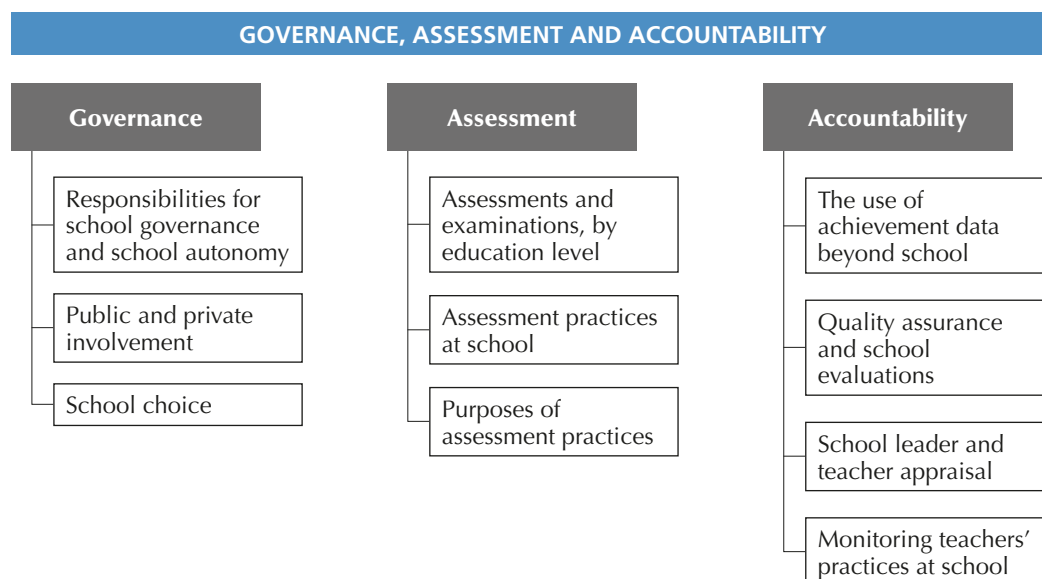 GOVERNANCE, ASSESSMENT AND ACCOUNTABILITY
Governance
Responsibilities for
school governance
and school autonomy
Public and private
involvement
School choice
Assessment
Assessments and
examinations, by
education level
Assessment practices
at school
Purposes of
assessment practices
Accountability
The use of
achievement data
beyond school
Quality assurance
and school
evaluations
School leader and
teacher appraisal
Monitoring teachers’
practices at school